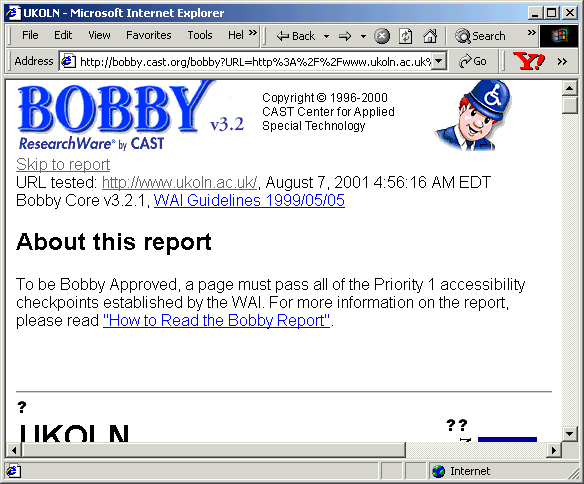 UKOLN - Microsoft Internet Explorer
File Edit View Favorites Tools Hel » Back Search »
Address http://bobby.cast.org/bobby?URL=http%3A%2F%2Fwww.ukoln.ac.uk% Go Y! »
BOBBY v3.2
ResearchWare® by CAST
Copyright © 1996-2000
CAST Center for Applied
Special Technology
Skip to report
URL tested: http://www.ukoln.ac.uk/, August 7, 2001 4:56:16 AM EDT
Bobby Core v3.2.1, WAI Guidelines 1999/05/05
About this report
To be Bobby Approved, a page must pass all of the Priority 1 accessibility
checkpoints established by the WAI. For more information on the report,
please read "How to Read the Bobby Report".
?
??
UKOLN
Internet